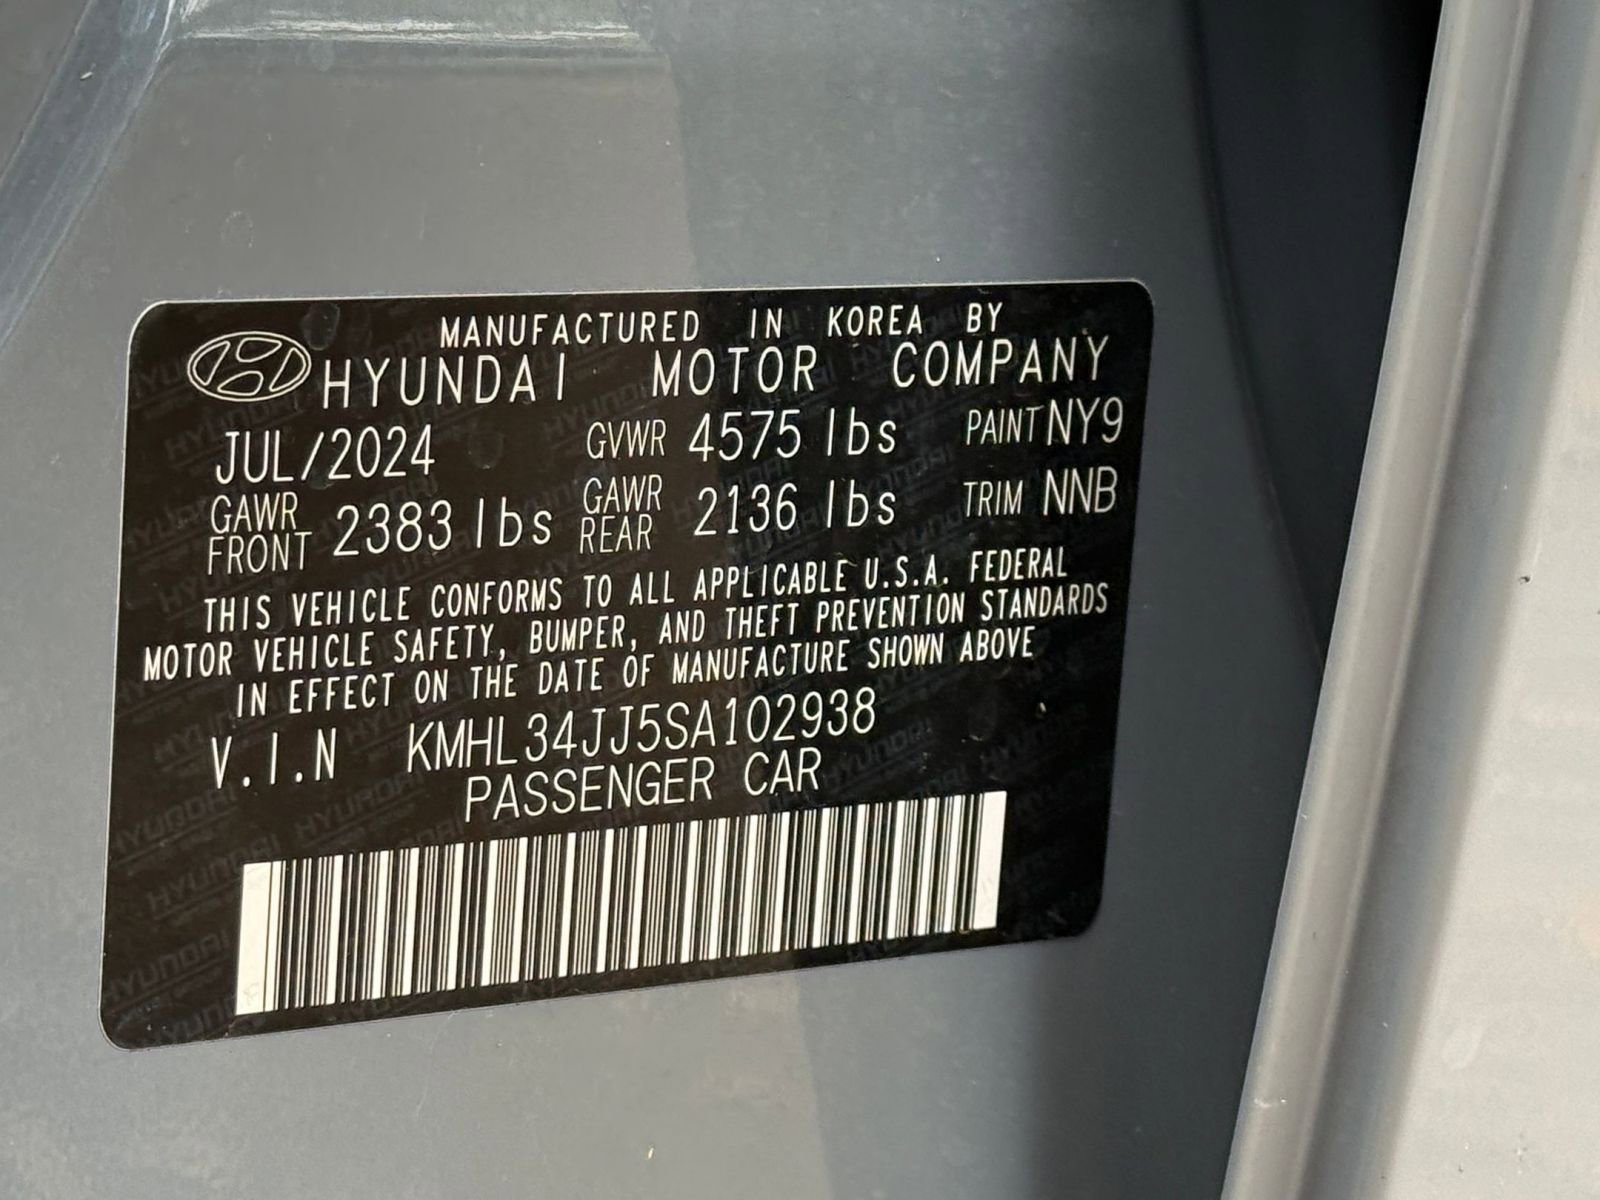 MANUFACTURED IN KOREA BY
HYUNDAI MOTOR COMPANY
JUL/2024 GVWR 4575 lbs PAINT NY9
GAWR FRONT 2383 lbs GAWR REAR 2136 lbs TRIM NNB
THIS VEHICLE CONFORMS TO ALL APPLICABLE U.S.A. FEDERAL
MOTOR VEHICLE SAFETY, BUMPER, AND THEFT PREVENTION STANDARDS
IN EFFECT ON THE DATE OF MANUFACTURE SHOWN ABOVE
V.I.N KMHL34JJ5SA102938
PASSENGER CAR